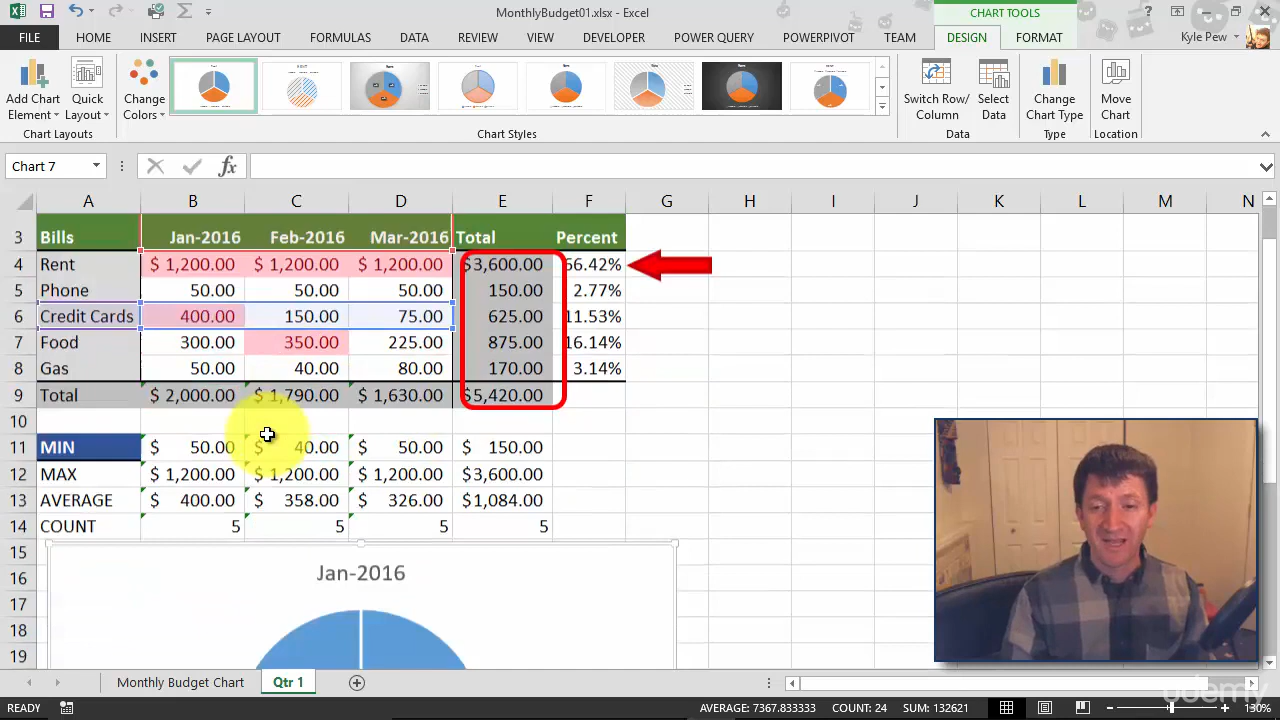 MonthlyBudget01.xlsx - Excel
CHART TOOLS
FILE HOME INSERT PAGE LAYOUT FORMULAS DATA REVIEW VIEW DEVELOPER POWER QUERY POWERPIVOT TEAM DESIGN FORMAT Kyle Pew
Add Chart Element
Quick Layout
Change Colors
Switch Row/ Column
Select Data
Change Chart Type
Move Chart
Chart Layouts Chart Styles Data Type Location
Chart 7 fx
A B C D E F G H I J K L M N
3 Bills Jan-2016 Feb-2016 Mar-2016 Total Percent
4 Rent $ 1,200.00 $ 1,200.00 $ 1,200.00 $3,600.00 66.42%
5 Phone 50.00 50.00 50.00 150.00 2.77%
6 Credit Cards 400.00 150.00 75.00 625.00 11.53%
7 Food 300.00 350.00 225.00 875.00 16.14%
8 Gas 50.00 40.00 80.00 170.00 3.14%
9 Total $ 2,000.00 $ 1,790.00 $ 1,630.00 $5,420.00
10
11 MIN $ 50.00 $ 40.00 $ 50.00 $ 150.00
12 MAX $ 1,200.00 $ 1,200.00 $ 1,200.00 $3,600.00
13 AVERAGE $ 400.00 $ 358.00 $ 326.00 $1,084.00
14 COUNT 5 5 5 5
15
16 Jan-2016
17
18
19
Monthly Budget Chart Qtr 1
udemy
READY AVERAGE: 7367.833333 COUNT: 24 SUM: 132621 130%